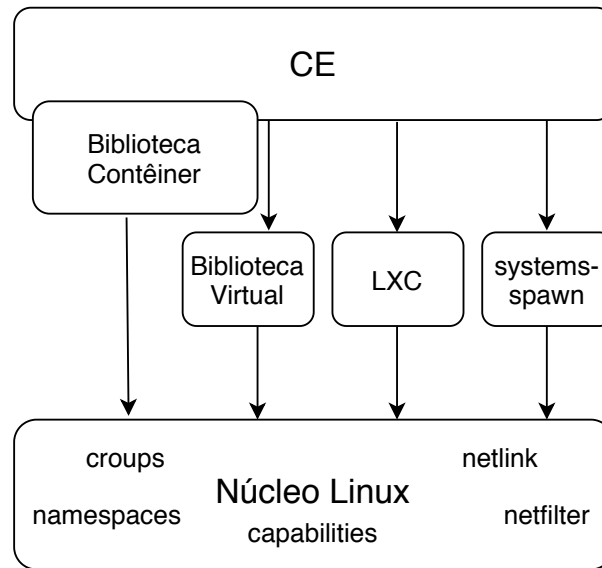 CE
Biblioteca
Contêiner
Biblioteca
Virtual
LXC
systems-
spawn
croups
netlink
Núcleo Linux
namespaces
netfilter
capabilities